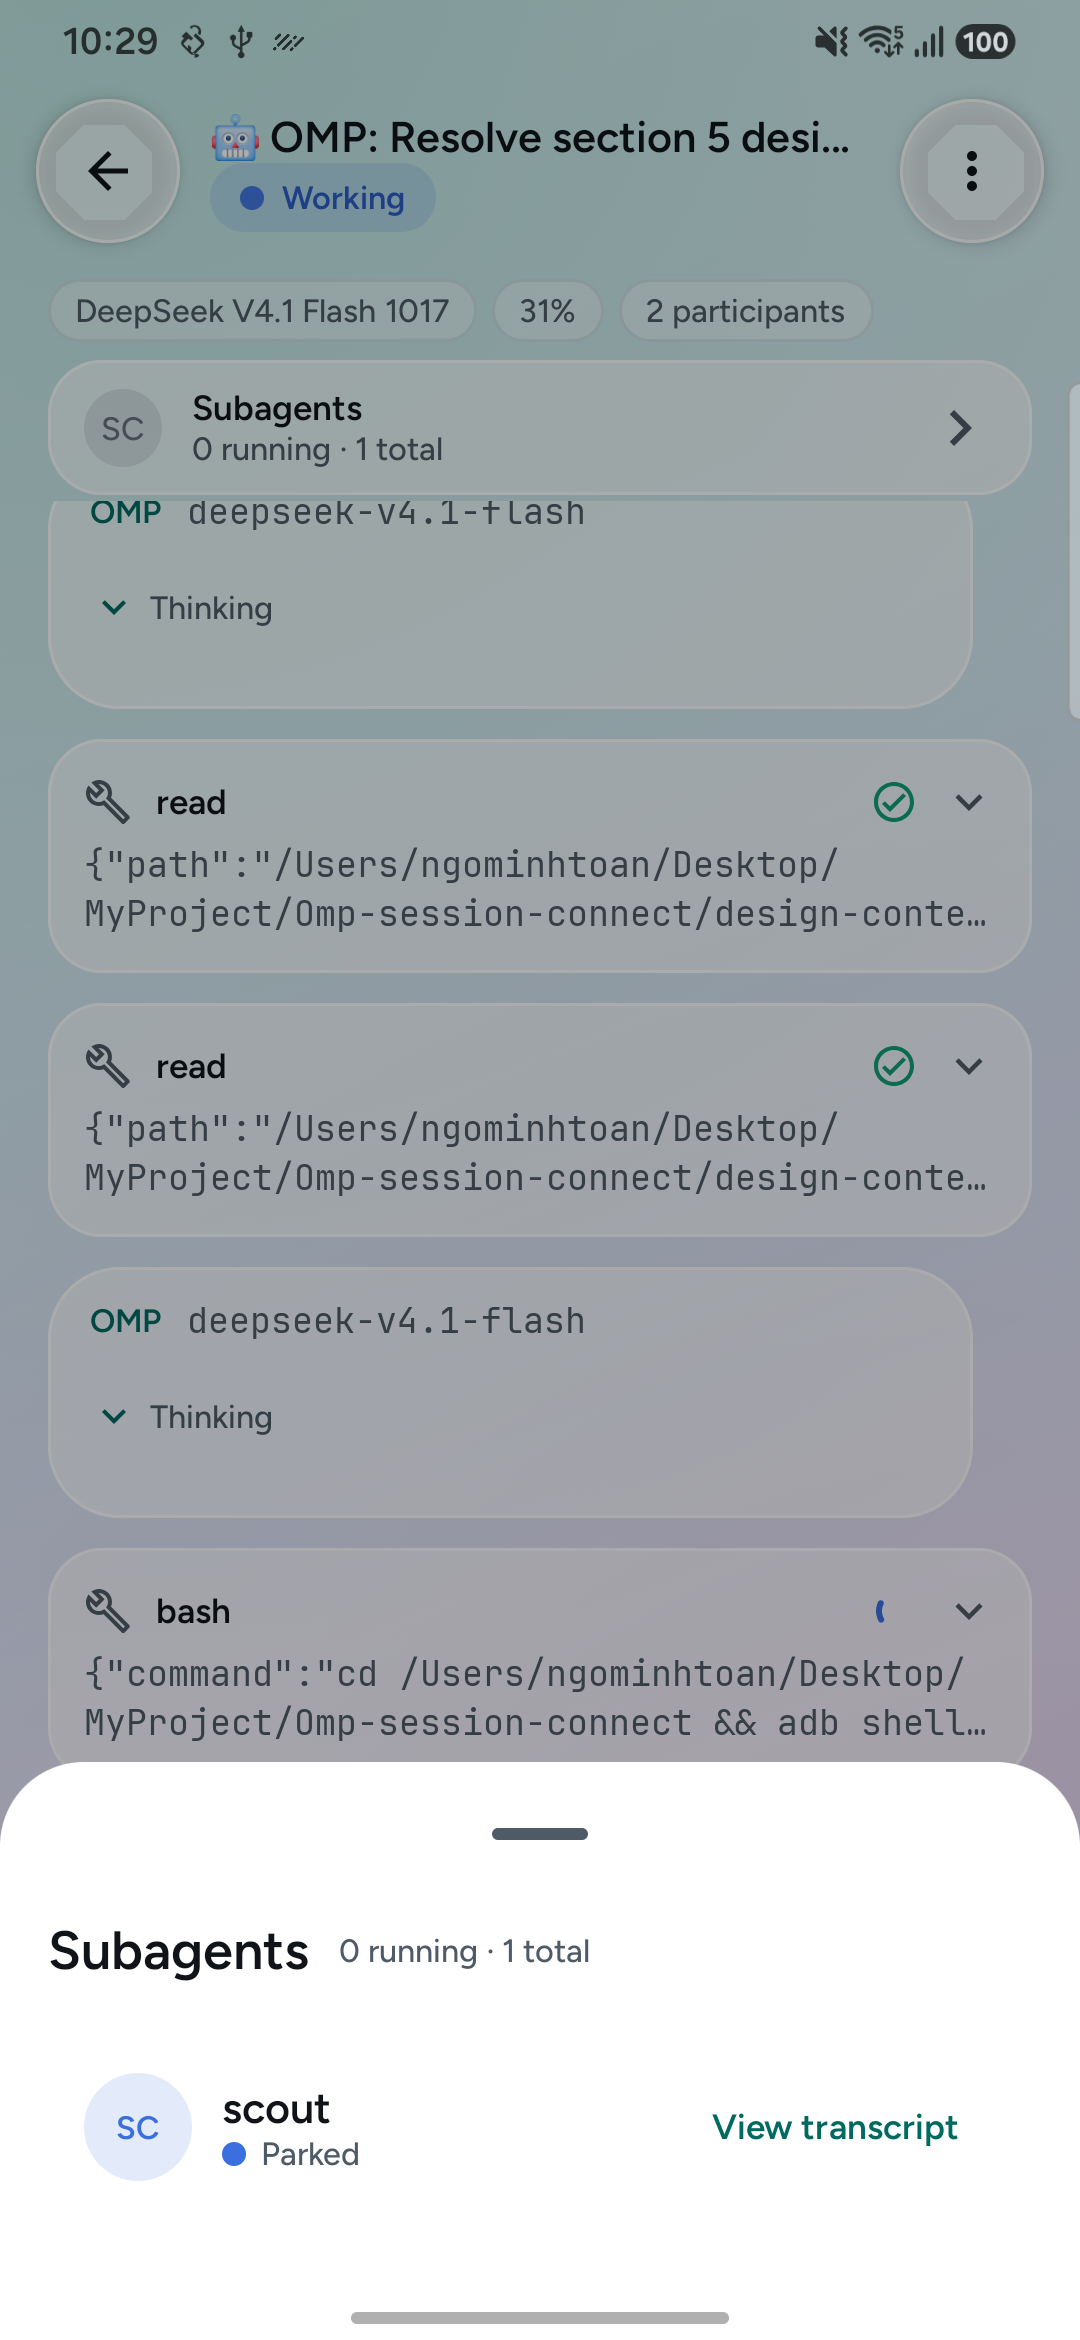 10:29
5
100
OMP: Resolve section 5 desi...
Working
DeepSeek V4.1 Flash 1017
31%
2 participants
SC
Subagents
0 running · 1 total
OMP deepseek-v4.1-flash
Thinking
read
{"path":"/Users/ngominhtoan/Desktop/
MyProject/Omp-session-connect/design-conte…
read
{"path":"/Users/ngominhtoan/Desktop/
MyProject/Omp-session-connect/design-conte…
OMP deepseek-v4.1-flash
Thinking
bash
{"command":"cd /Users/ngominhtoan/Desktop/
MyProject/Omp-session-connect && adb shell…
Subagents 0 running · 1 total
SC
scout
Parked
View transcript